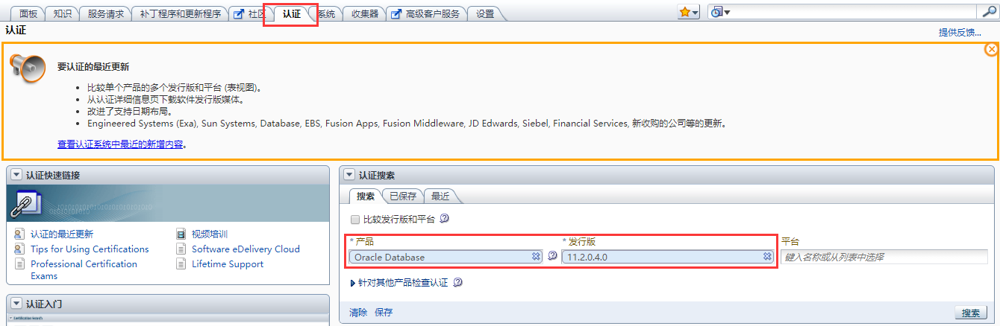 面板 知识 服务请求 补丁程序和更新程序 社区 认证 系统 收集器 高级客户服务 设置
认证
提供反馈...
要认证的最近更新
• 比较单个产品的多个发行版和平台 (表视图)。
• 从认证详细信息页下载软件发行版媒体。
• 改进了支持日期布局。
• Engineered Systems (Exa), Sun Systems, Database, EBS, Fusion Apps, Fusion Middleware, JD Edwards, Siebel, Financial Services, 新收购的公司等的更新。
查看认证系统中最近的新增内容。
认证快速链接
认证的最近更新
视频培训
Tips for Using Certifications
Software eDelivery Cloud
Professional Certification
Exams
Lifetime Support
认证入门
认证搜索
搜索 已保存 最近
比较发行版和平台
* 产品
* 发行版
平台
Oracle Database
11.2.0.4.0
键入名称或从列表中选择
针对其他产品检查认证
清除 保存
搜索